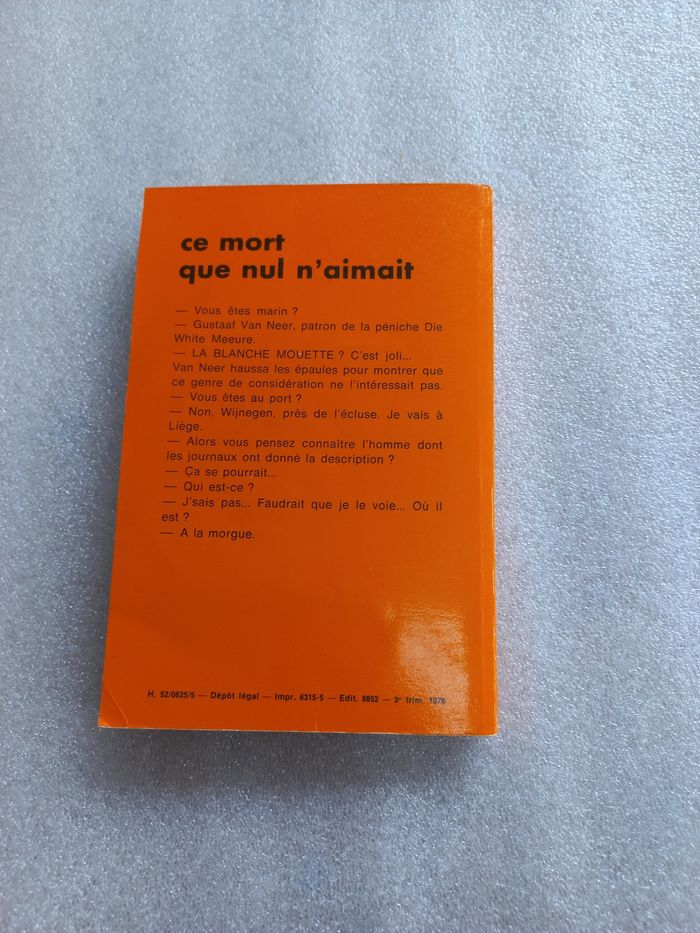 ce mort
que nul n'aimait
— Vous êtes marin ?
— Gustaaf Van Neer, patron de la péniche Die
White Meeure.
— LA BLANCHE MOUETTE ? C'est joli...
Van Neer haussa les épaules pour montrer que
ce genre de considération ne l'intéressait pas.
— Vous êtes au port ?
— Non, Wijnegen, près de l'écluse. Je vais à
Liège.
— Alors vous pensez connaître l'homme dont
les journaux ont donné la description ?
— Ça se pourrait...
— Qui est-ce ?
— J'sais pas... Faudrait que je le voie... Où il
est ?
— A la morgue.
H. 52/0625/5 — Dépôt légal — Impr. 6315-5 — Edit. 8852 — 3e trim. 1978